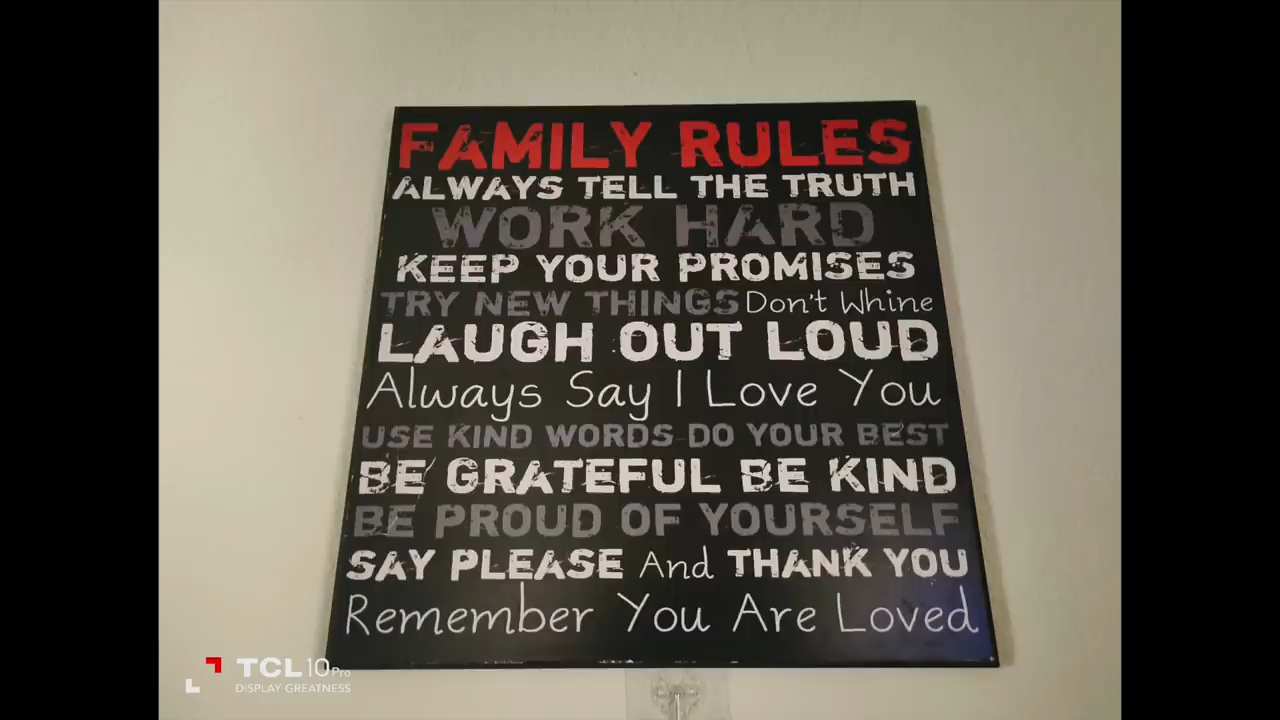 FAMILY RULES
ALWAYS TELL THE TRUTH
WORK HARD
KEEP YOUR PROMISES
TRY NEW THINGS Don't Whine
LAUGH OUT LOUD
Always Say I Love You
USE KIND WORDS-DO YOUR BEST
BE GRATEFUL BE KIND
BE PROUD OF YOURSELF
SAY PLEASE And THANK YOU
Remember You Are Loved
TCL 10 Pro
DISPLAY GREATNESS